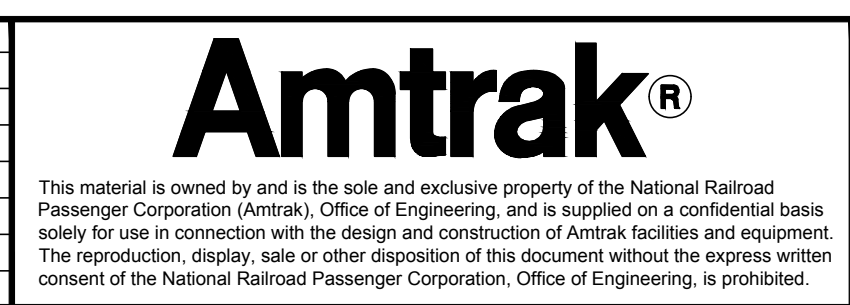 Amtrak®
This material is owned by and is the sole and exclusive property of the National Railroad
Passenger Corporation (Amtrak), Office of Engineering, and is supplied on a confidential basis
solely for use in connection with the design and construction of Amtrak facilities and equipment.
The reproduction, display, sale or other disposition of this document without the express written
consent of the National Railroad Passenger Corporation, Office of Engineering, is prohibited.